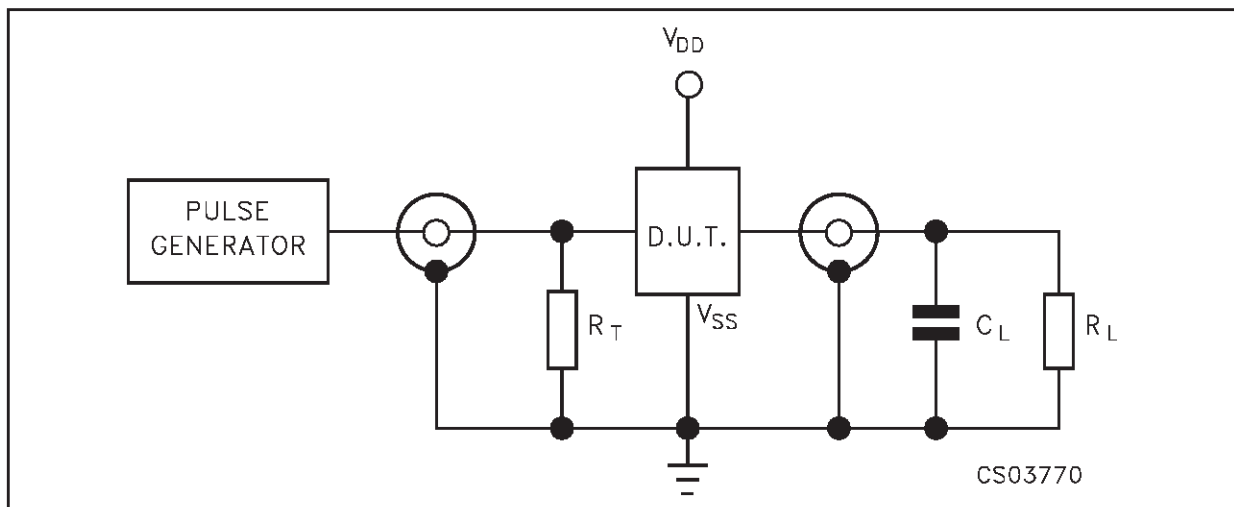 VDD
PULSE
GENERATOR
D.U.T.
VSS
RT
CL
RL
CS03770